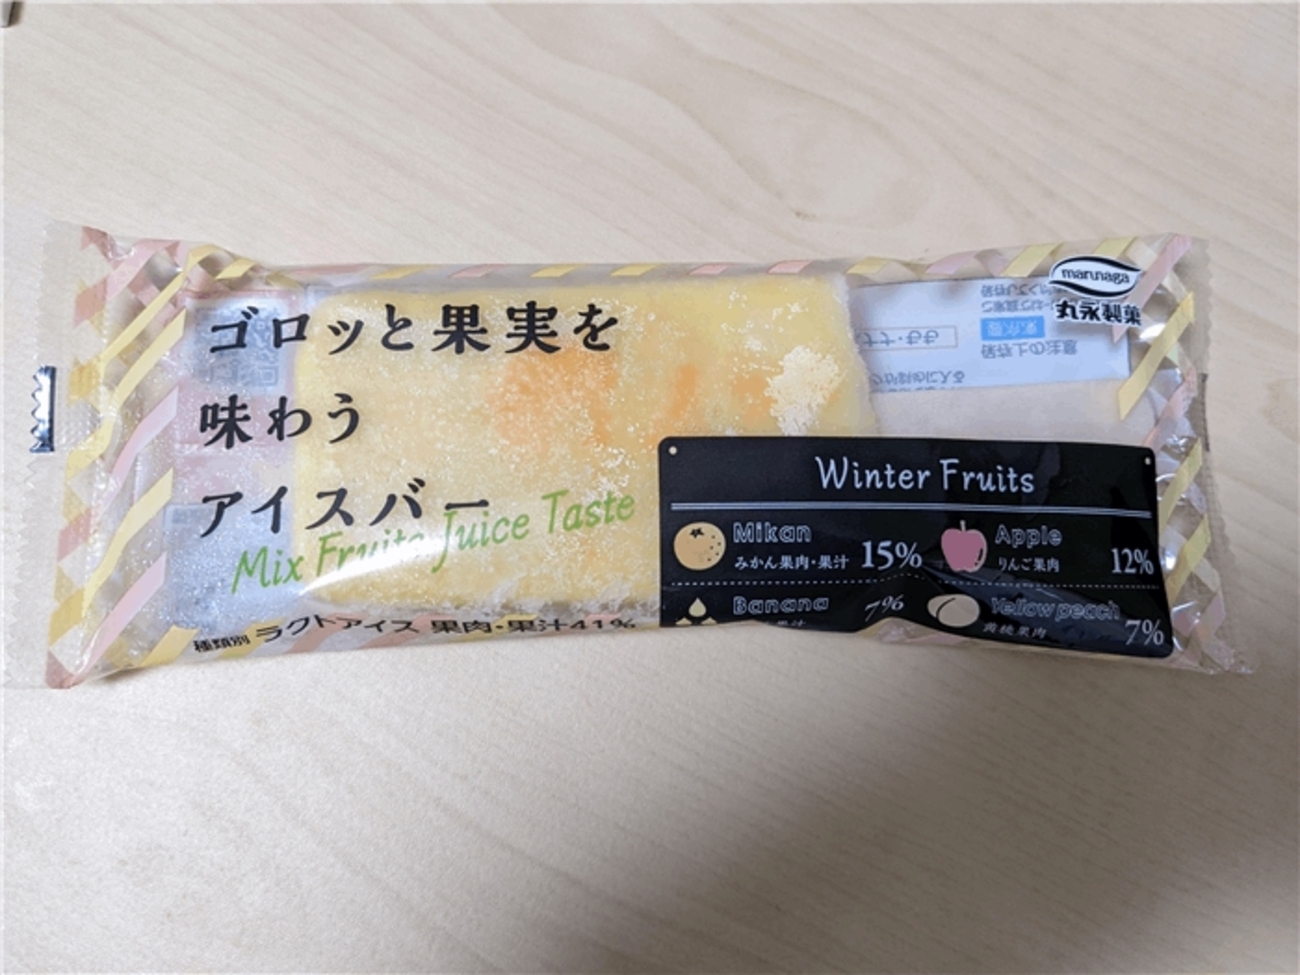 ゴロッと果実を
味わう
アイスバー
Mix Fruits Juice Taste
種類別 ラクトアイス 果肉・果汁41%
marunaga
丸永製菓
Winter Fruits
Mikan
みかん果肉・果汁 15%
Apple
りんご果肉 12%
Banana
果汁 7%
Yellow peach
黄桃果肉 7%